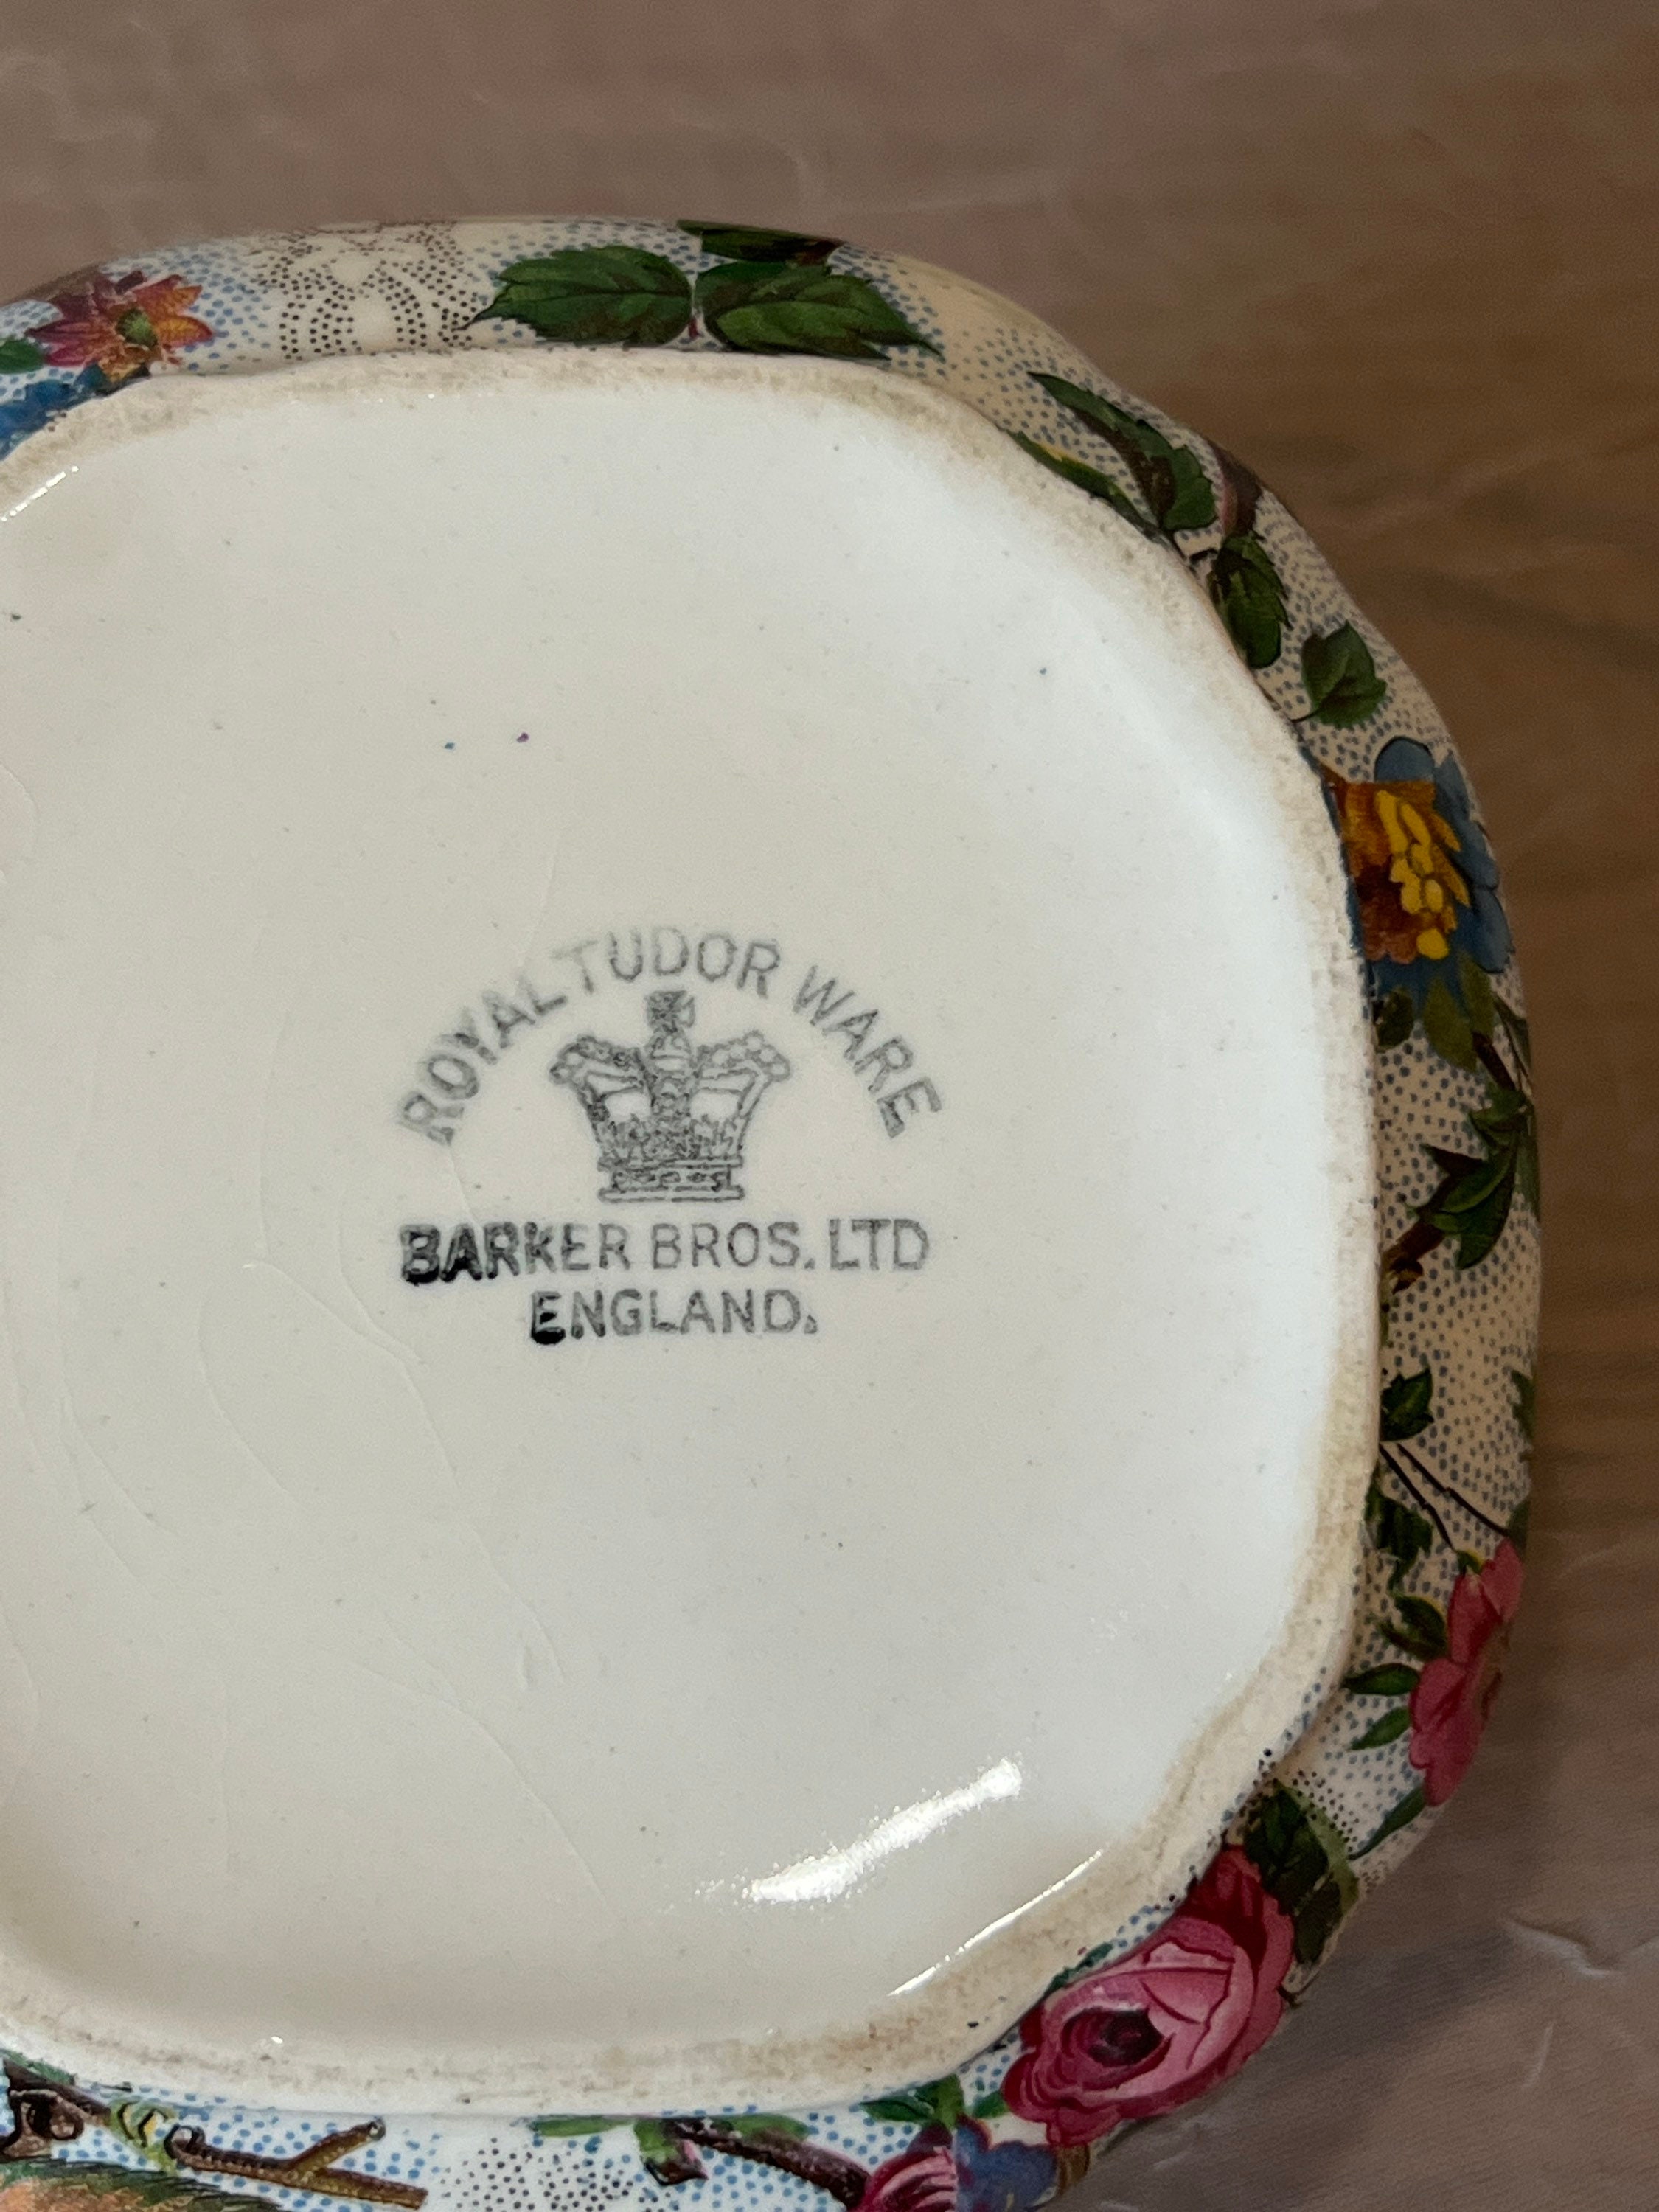 ROYAL TUDOR WARE
BARKER BROS. LTD
ENGLAND.